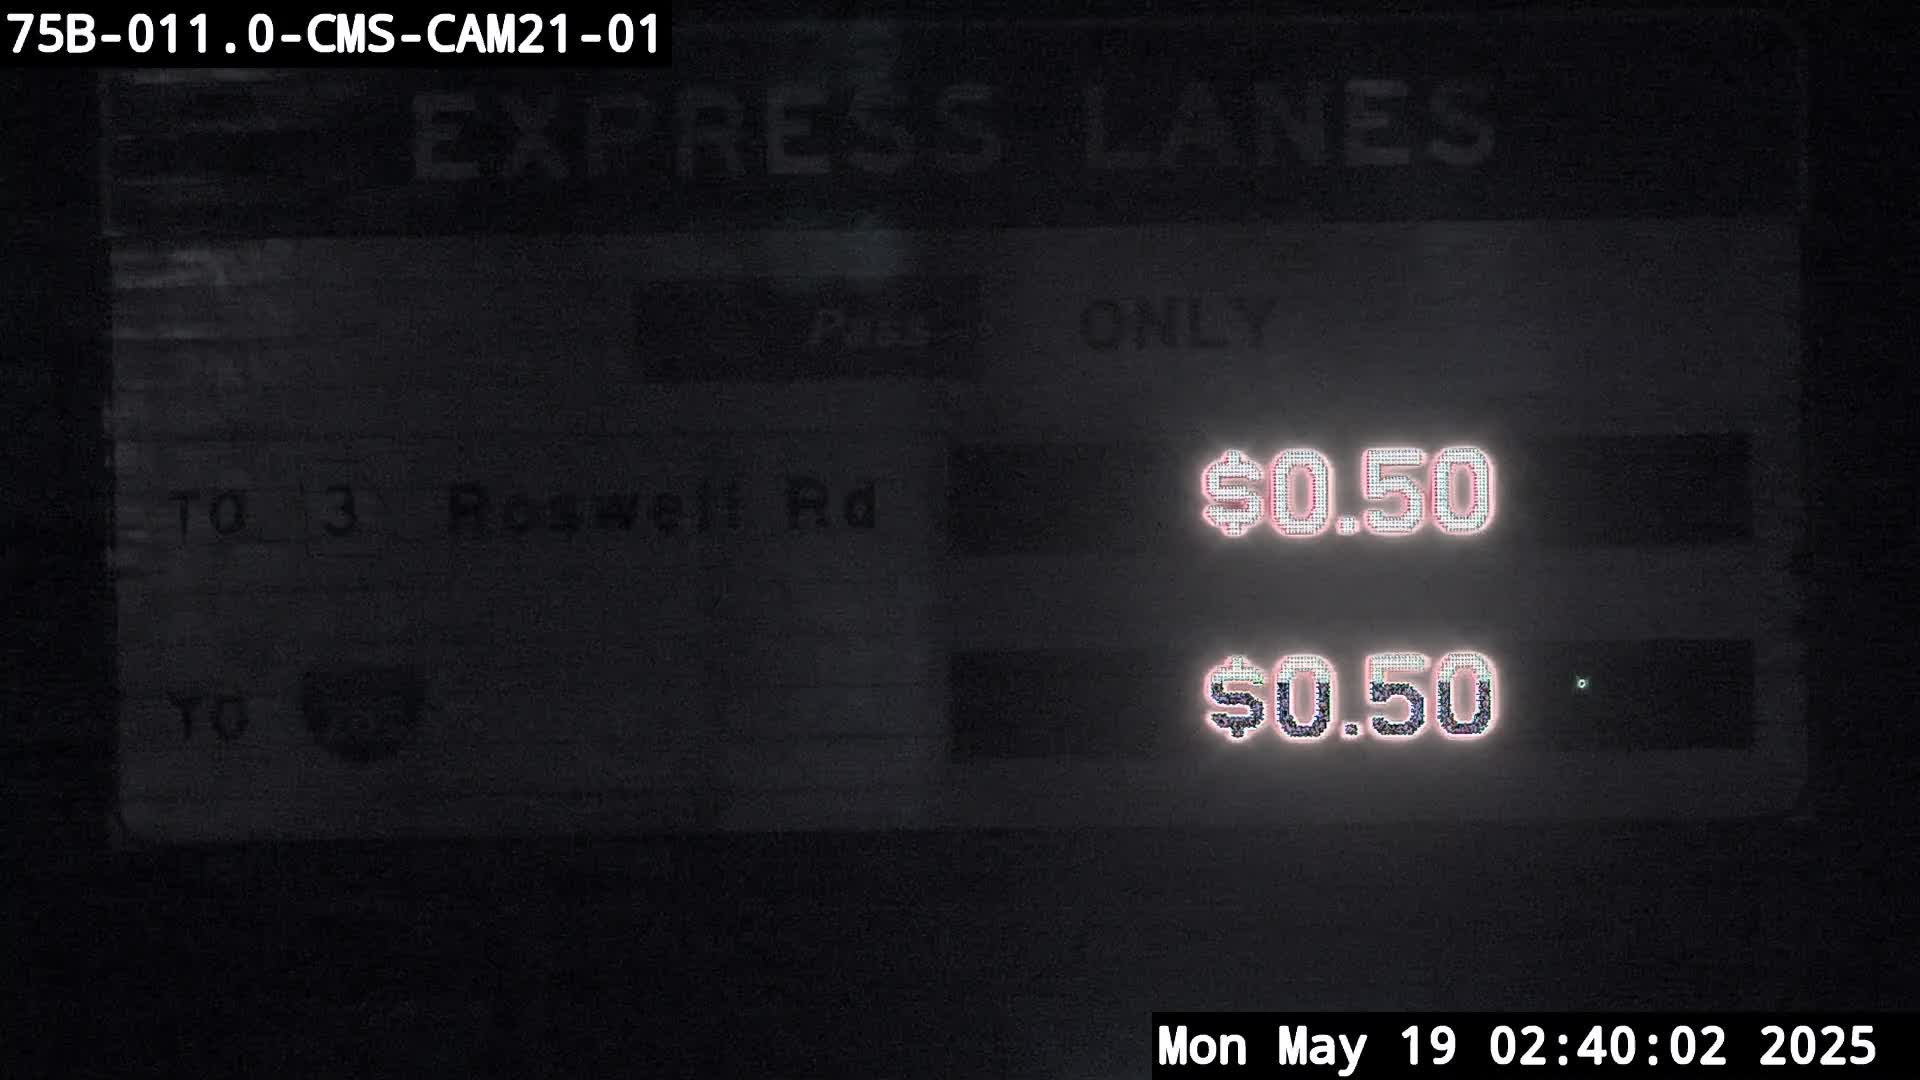 75B-011.0-CMS-CAM21-01
EXPRESS LANES
Pass ONLY
TO 3 Roswell Rd $0.50
TO $0.50
Mon May 19 02:40:02 2025